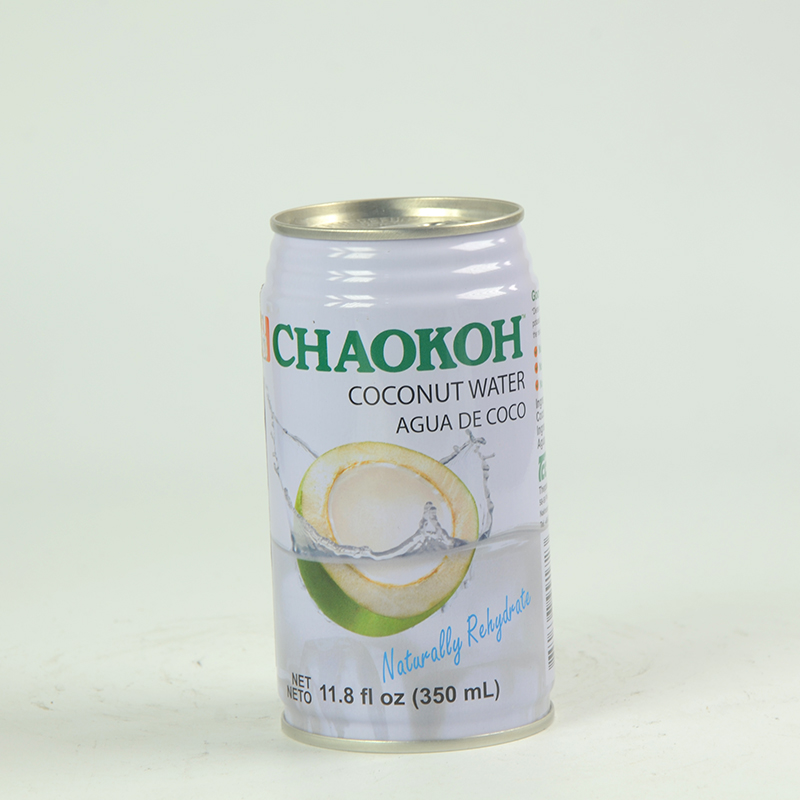 CHAOKOH
COCONUT WATER
AGUA DE COCO
Naturally Rehydrate
NET
NETO 11.8 fl oz (350 mL)